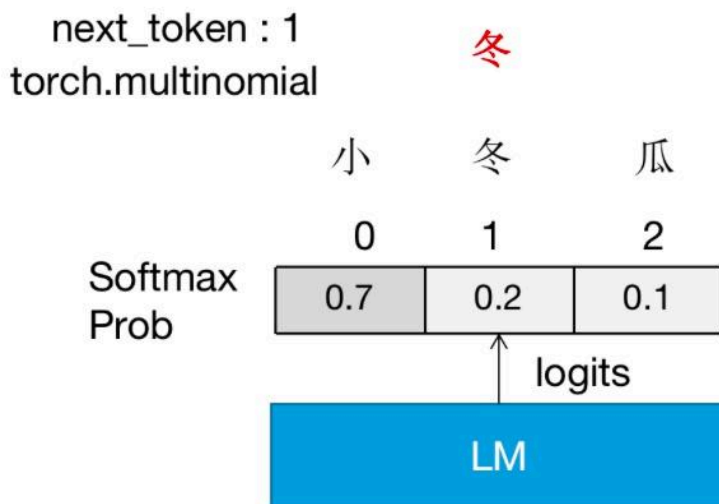 next_token : 1
冬
torch.multinomial
小 冬 瓜
0 1 2
Softmax
Prob
0.7 0.2 0.1
logits
LM